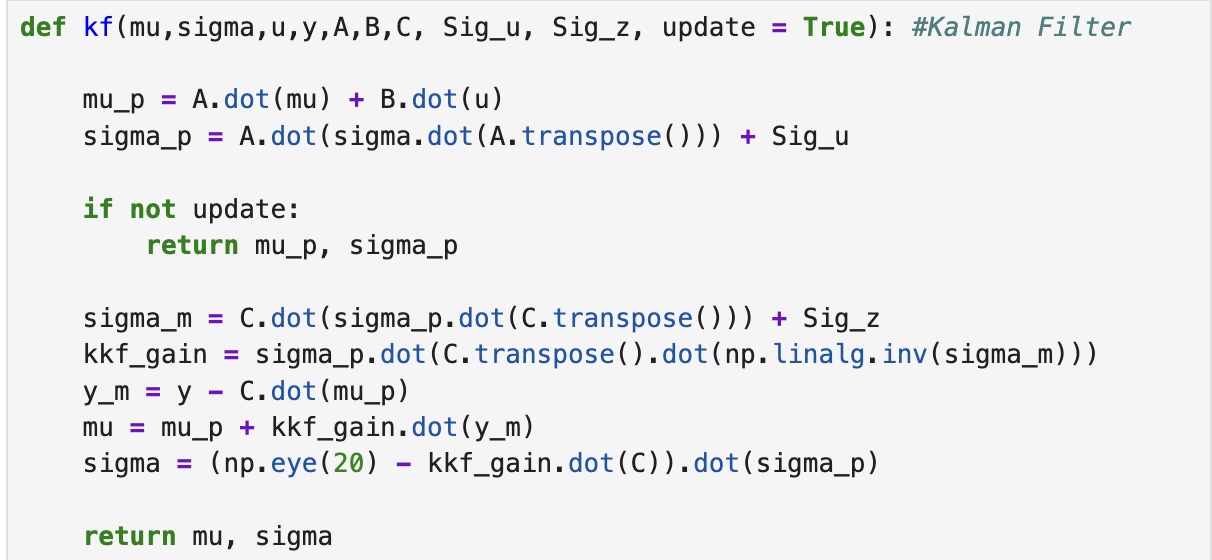 def kf(mu,sigma,u,y,A,B,C, Sig_u, Sig_z, update = True): #Kalman Filter
    mu_p = A.dot(mu) + B.dot(u)
    sigma_p = A.dot(sigma.dot(A.transpose())) + Sig_u
    if not update:
        return mu_p, sigma_p
    sigma_m = C.dot(sigma_p.dot(C.transpose())) + Sig_z
    kkf_gain = sigma_p.dot(C.transpose().dot(np.linalg.inv(sigma_m)))
    y_m = y - C.dot(mu_p)
    mu = mu_p + kkf_gain.dot(y_m)
    sigma = (np.eye(20) - kkf_gain.dot(C)).dot(sigma_p)
    return mu, sigma